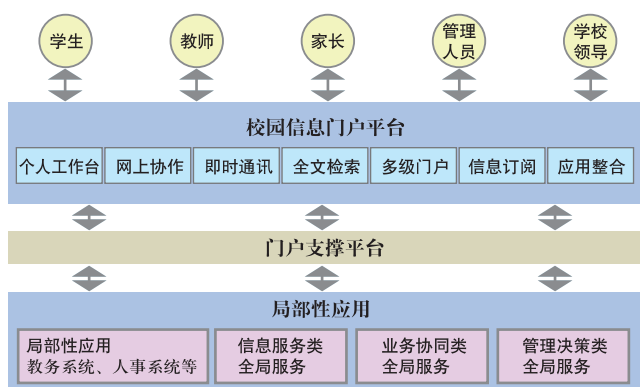 学生
教师
家长
管理
人员
学校
领导
校园信息门户平台
个人工作台
网上协作
即时通讯
全文检索
多级门户
信息订阅
应用整合
门户支撑平台
局部性应用
局部性应用
教务系统、人事系统等
信息服务类
全局服务
业务协同类
全局服务
管理决策类
全局服务